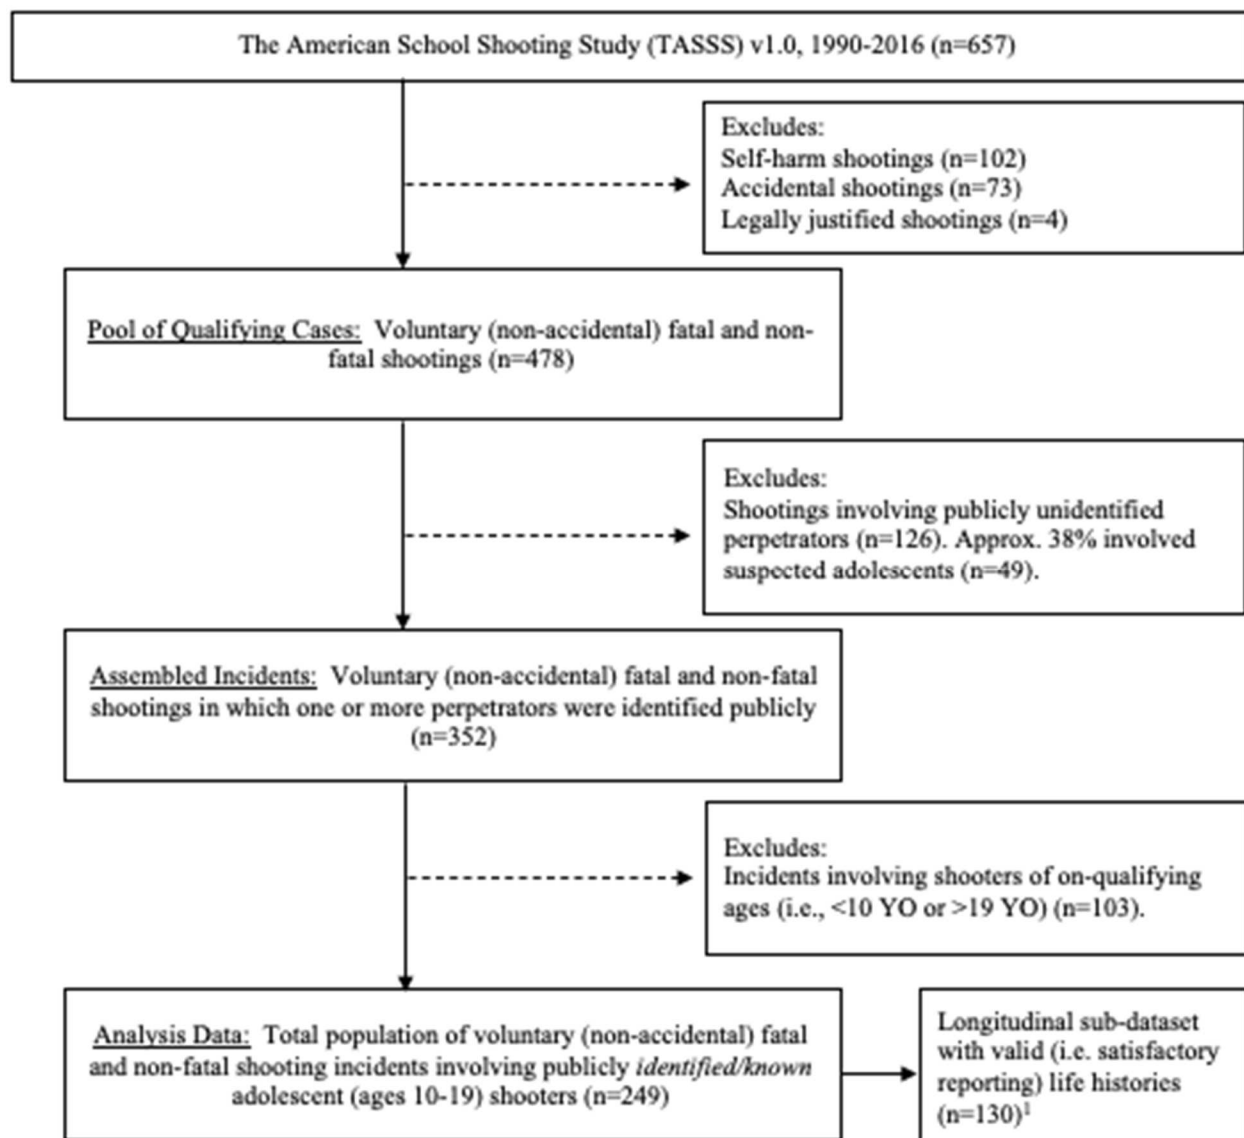 The American School Shooting Study (TASSS) v1.0, 1990-2016 (n=657)
Excludes:
Self-harm shootings (n=102)
Accidental shootings (n=73)
Legally justified shootings (n=4)
Pool of Qualifying Cases: Voluntary (non-accidental) fatal and non-
fatal shootings (n=478)
Excludes:
Shootings involving publicly unidentified
perpetrators (n=126). Approx. 38% involved
suspected adolescents (n=49).
Assembled Incidents: Voluntary (non-accidental) fatal and non-fatal
shootings in which one or more perpetrators were identified publicly
(n=352)
Excludes:
Incidents involving shooters of on-qualifying
ages (i.e., <10 YO or >19 YO) (n=103).
Analysis Data: Total population of voluntary (non-accidental) fatal
and non-fatal shooting incidents involving publicly identified/known
adolescent (ages 10-19) shooters (n=249)
Longitudinal sub-dataset
with valid (i.e. satisfactory
reporting) life histories
(n=130)¹